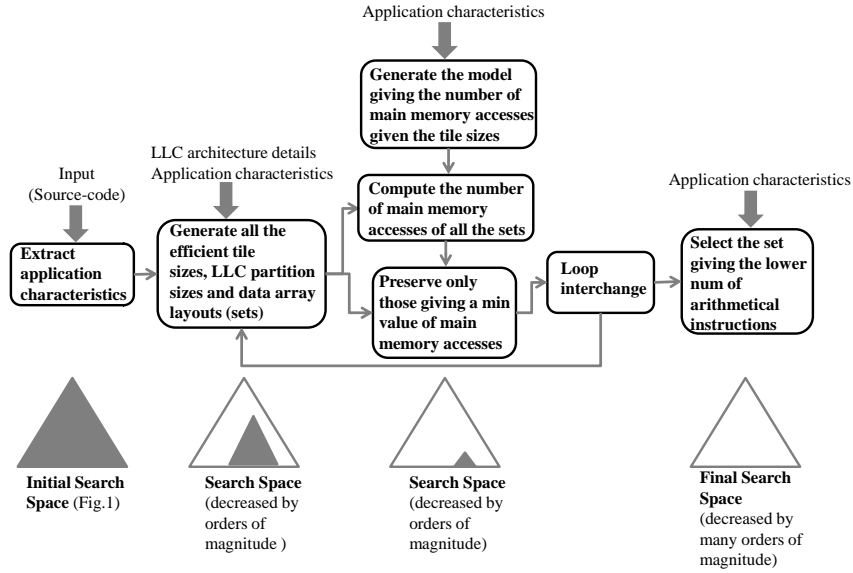 Application characteristics
Generate the model
giving the number of
main memory accesses
given the tile sizes
Input
(Source-code)
LLC architecture details
Application characteristics
Application characteristics
Extract
application
characteristics
Generate all the
efficient tile
sizes, LLC partition
sizes and data array
layouts (sets)
Compute the number
of main memory
accesses of all the sets
Preserve only
those giving a min
value of main
memory accesses
Loop
interchange
Select the set
giving the lower
num of
arithmetical
instructions
Initial Search
Space (Fig.1)
Search Space
(decreased by
orders of
magnitude )
Search Space
(decreased by
orders of
magnitude)
Final Search
Space
(decreased by
many orders of
magnitude)